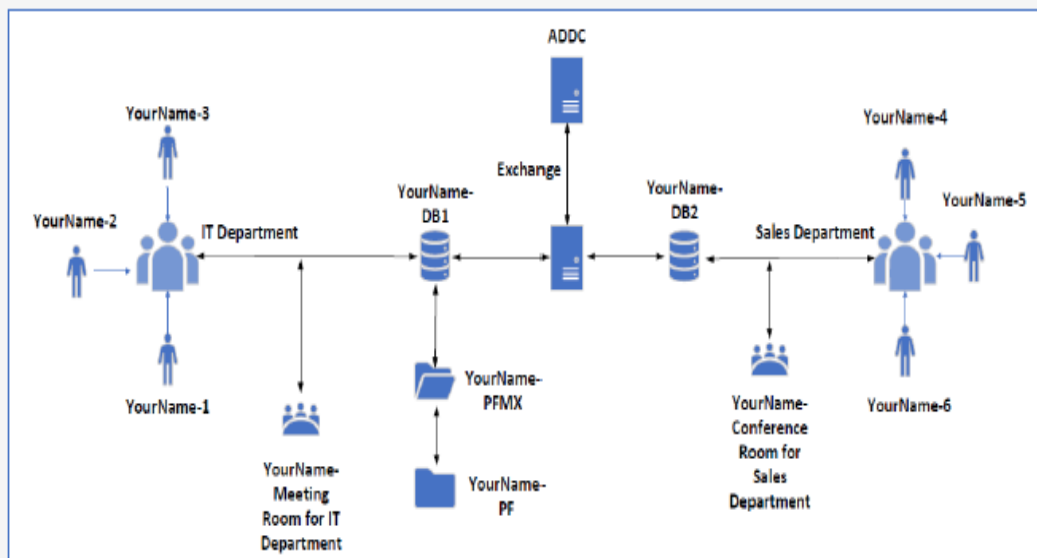 ADDC
YourName-3
YourName-4
Exchange
YourName-
DB1
YourName-
DB2
YourName-2
YourName-5
IT Department
Sales Department
YourName-1
YourName-
PFMX
YourName-
Conference
Room for
Sales
Department
YourName-6
YourName-
Meeting
Room for IT
Department
YourName-
PF